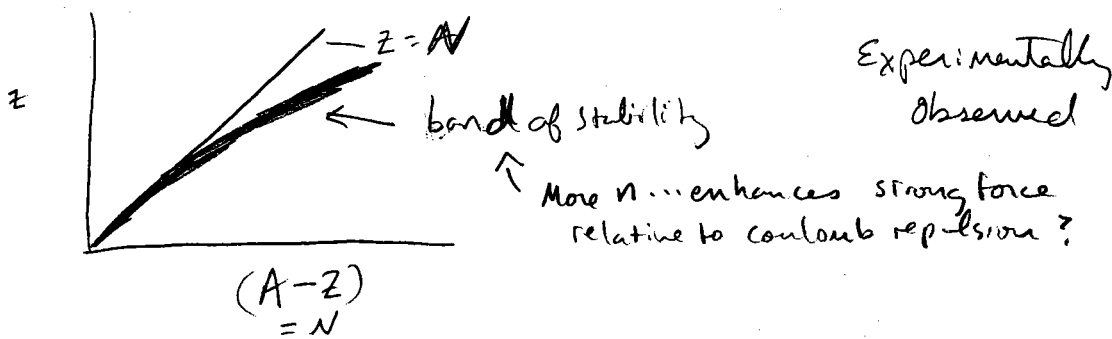 z
z = N
band of stability
Experimentally
Observed
More n ... enhances strong force
relative to coulomb repulsion ?
(A-Z)
= N